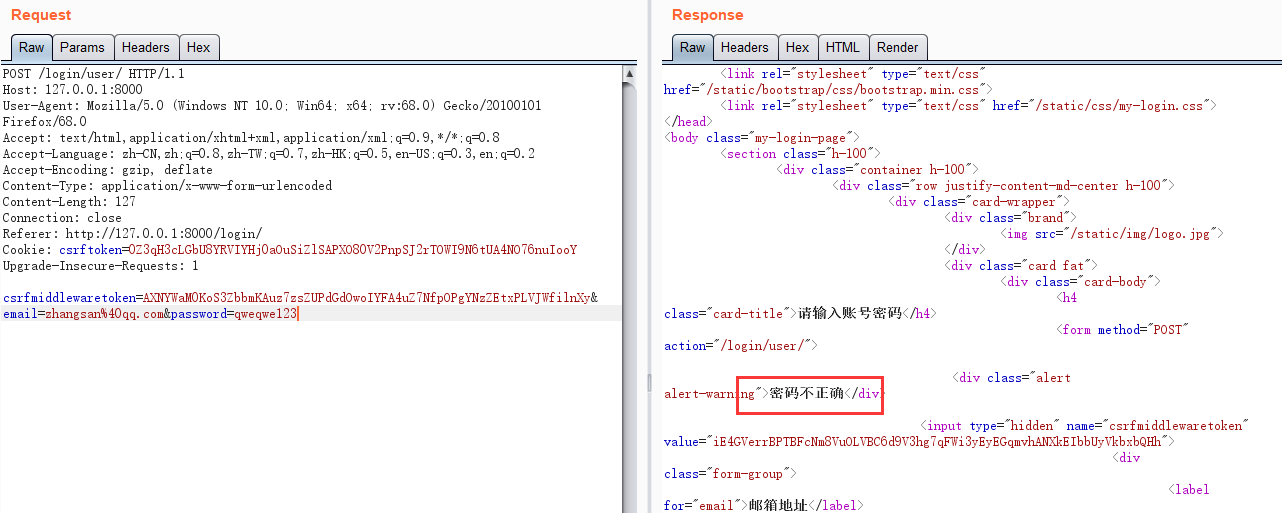 Request
Raw Params Headers Hex
POST /login/user/ HTTP/1.1
Host: 127.0.0.1:8000
User-Agent: Mozilla/5.0 (Windows NT 10.0; Win64; x64; rv:68.0) Gecko/20100101
Firefox/68.0
Accept: text/html,application/xhtml+xml,application/xml;q=0.9,*/*;q=0.8
Accept-Language: zh-CN,zh;q=0.8,zh-TW;q=0.7,zh-HK;q=0.5,en-US;q=0.3,en;q=0.2
Accept-Encoding: gzip, deflate
Content-Type: application/x-www-form-urlencoded
Content-Length: 127
Connection: close
Referer: http://127.0.0.1:8000/login/
Cookie: csrftoken=OZ3qH3cLGbU8YRVIYHj0aOuSiZlSAPXO8OV2PnpSJ2rTOWI9N6tUA4NO76nuIooY
Upgrade-Insecure-Requests: 1
csrfmiddlewaretoken=AXNYWaMOKoS3ZbbmKAuz7zsZUPdGdOwoIYFA4uZ7NfpOPgYNzZEtxPLVJWfilnXy&
email=zhangsan%40qq.com&password=qweqwe123
Response
Raw Headers Hex HTML Render
<link rel="stylesheet" type="text/css"
href="/static/bootstrap/css/bootstrap.min.css">
<link rel="stylesheet" type="text/css" href="/static/css/my-login.css">
</head>
<body class="my-login-page">
<section class="h-100">
<div class="container h-100">
<div class="row justify-content-md-center h-100">
<div class="card-wrapper">
<div class="brand">
<img src="/static/img/logo.jpg">
</div>
<div class="card fat">
<div class="card-body">
<h4
class="card-title">请输入账号密码</h4>
<form method="POST"
action="/login/user/">
<div class="alert
alert-warning">密码不正确</div>
<input type="hidden" name="csrfmiddlewaretoken"
value="iE4GVerrBPTBFcNm8VuOLVBC6d9V3hg7qFWi3yEyEGqmvhANXkEIbbUyVkbxbQHh">
<div
class="form-group">
<label
for="email">邮箱地址</label>